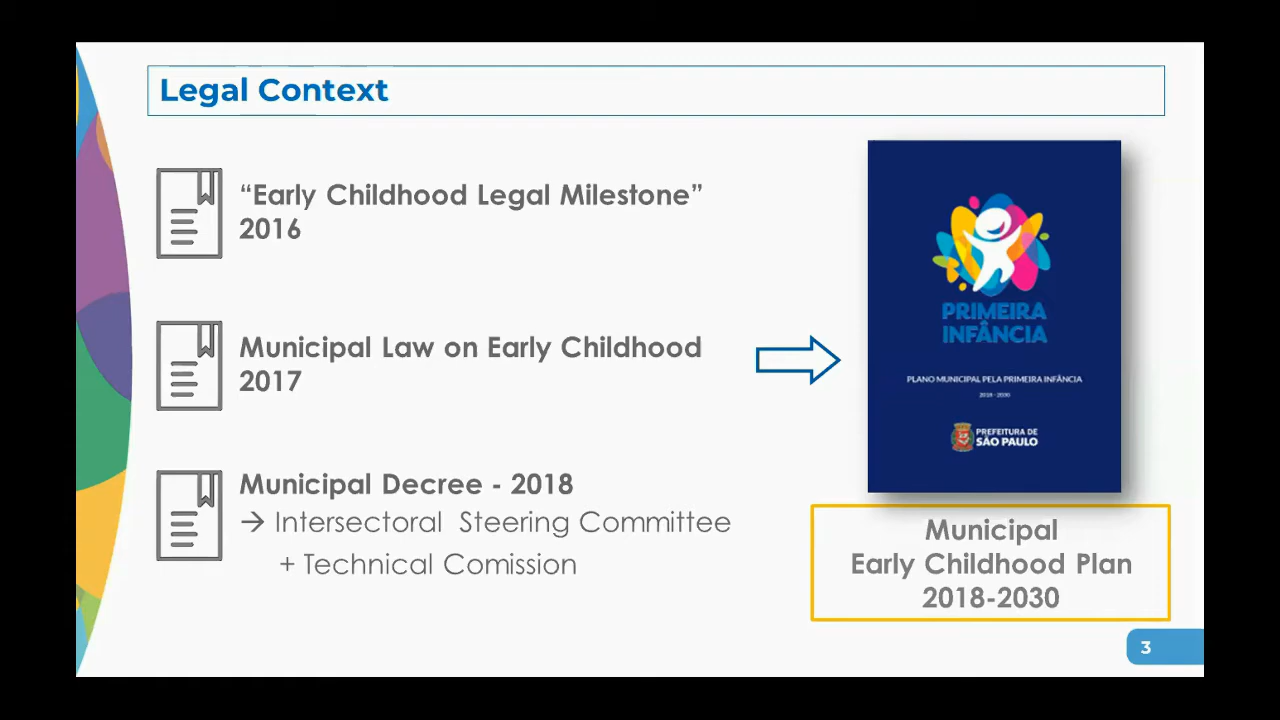 Legal Context
“Early Childhood Legal Milestone”
2016
Municipal Law on Early Childhood
2017
Municipal Decree - 2018
→ Intersectoral Steering Committee
+ Technical Comission
PRIMEIRA
INFÂNCIA
PLANO MUNICIPAL PELA PRIMEIRA INFÂNCIA
2018 - 2030
PREFEITURA DE
SÃO PAULO
Municipal
Early Childhood Plan
2018-2030
3